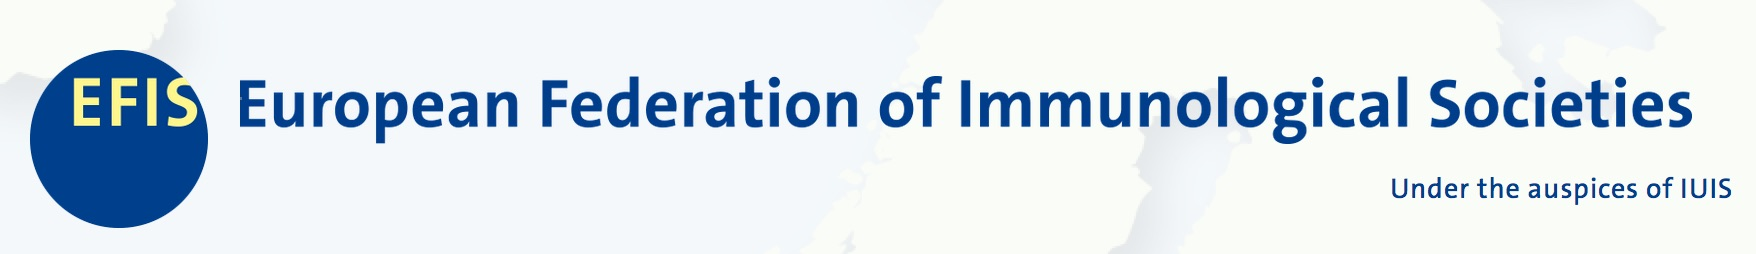 EFIS
European Federation of Immunological Societies
Under the auspices of IUIS